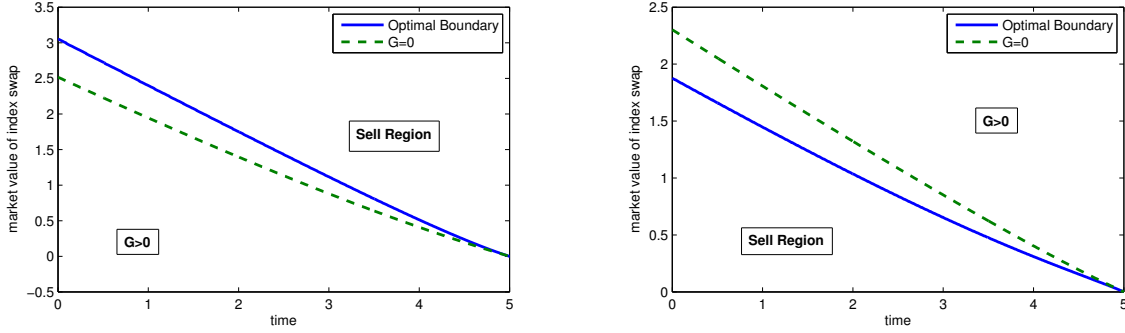 3.5
3
2.5
2
1.5
1
0.5
0
−0.5
0 1 2 3 4 5
time
market value of index swap
Optimal Boundary
G=0
Sell Region
G>0
2.5
2
1.5
1
0.5
0
0 1 2 3 4 5
time
market value of index swap
Optimal Boundary
G=0
G>0
Sell Region